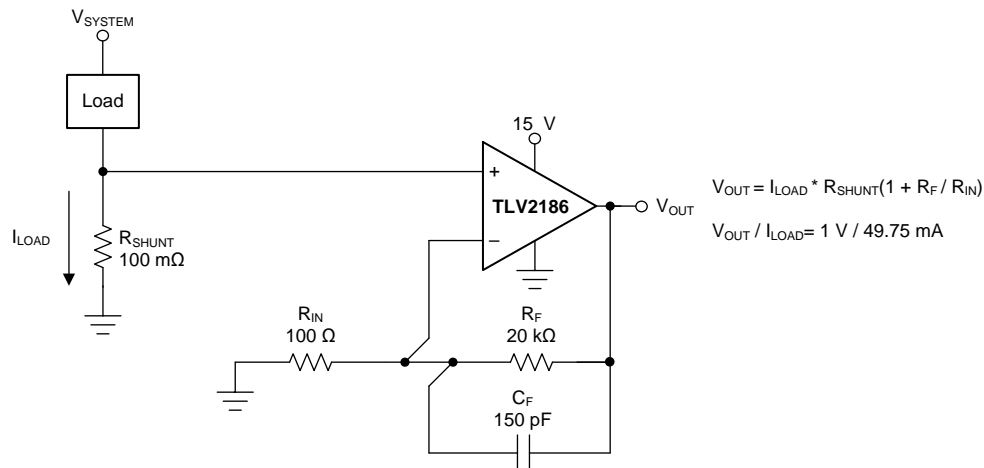 VSYSTEM
Load
15 V
+
TLV2186
−
VOUT
VOUT = ILOAD * RSHUNT(1 + RF / RIN)
VOUT / ILOAD= 1 V / 49.75 mA
ILOAD
RSHUNT
100 mΩ
RIN
100 Ω
RF
20 kΩ
CF
150 pF